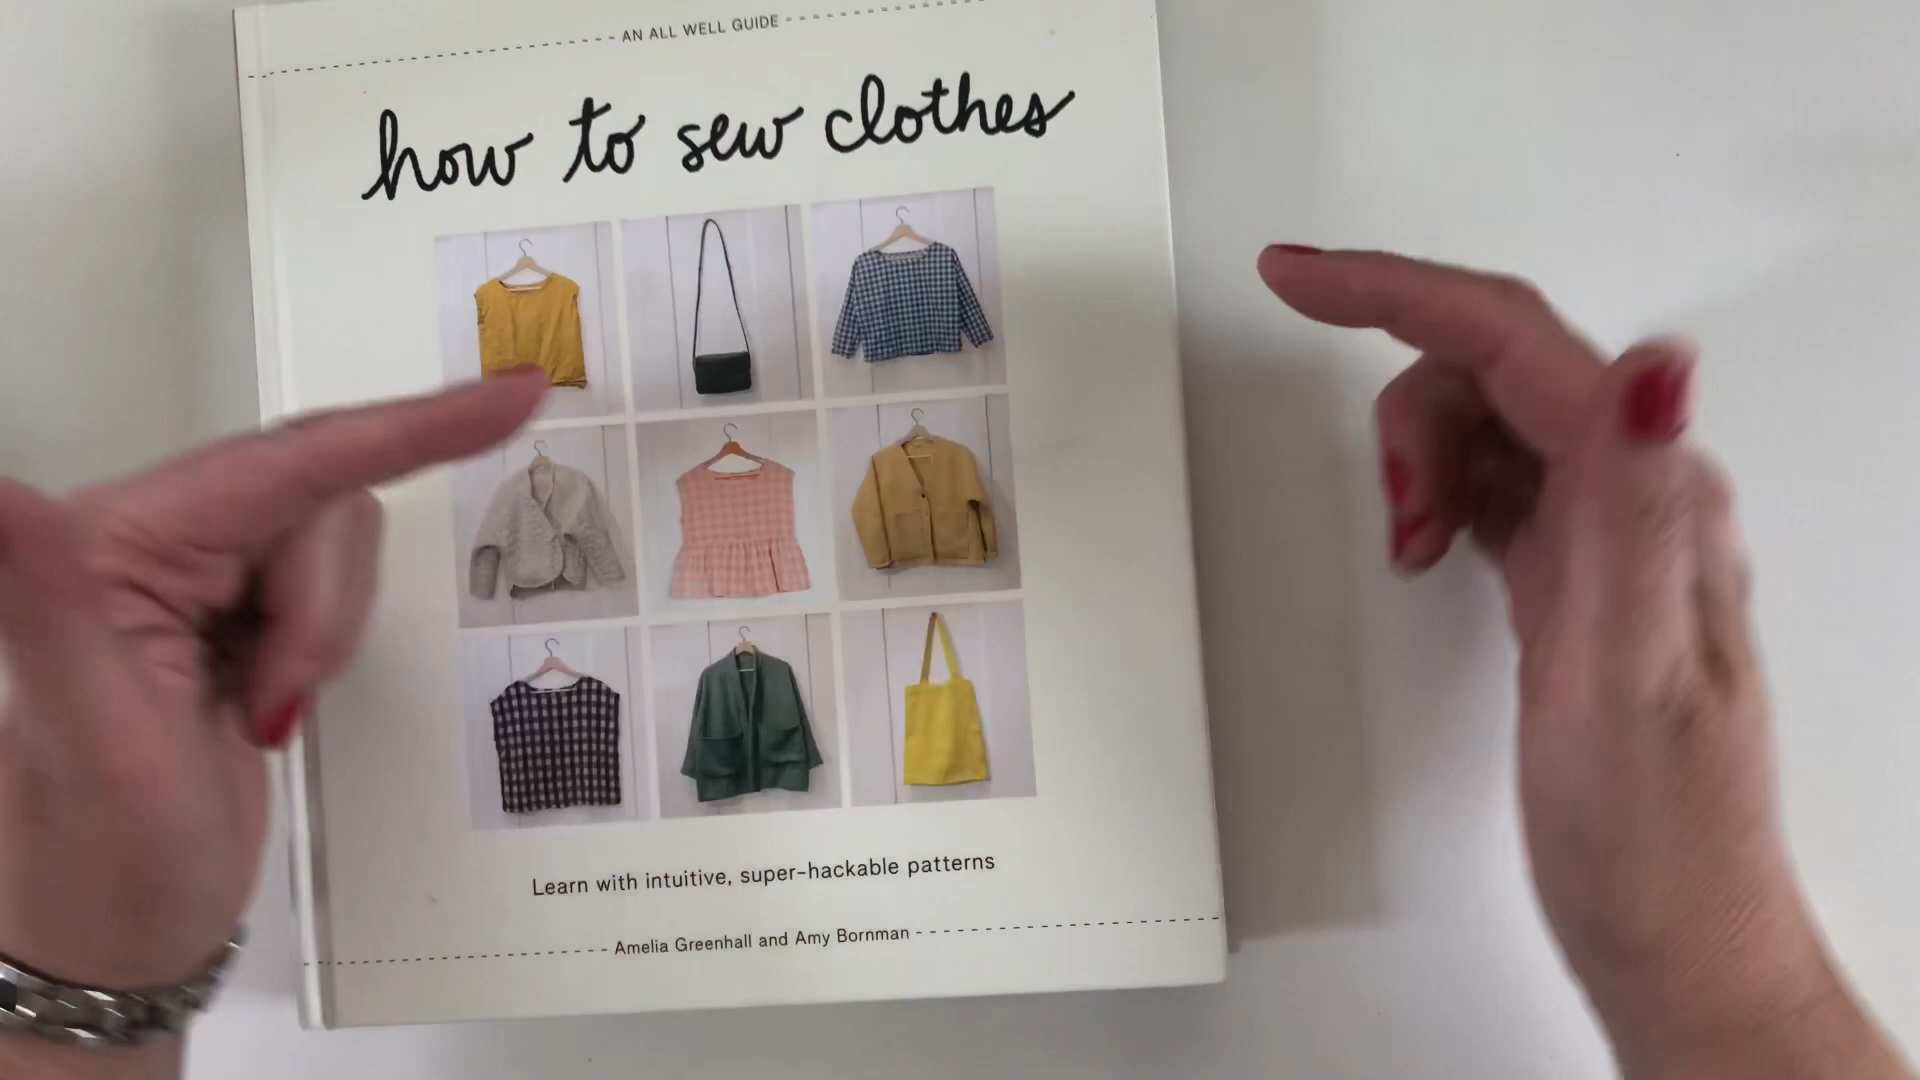 AN ALL WELL GUIDE
how to sew clothes
Learn with intuitive, super-hackable patterns
Amelia Greenhall and Amy Bornman